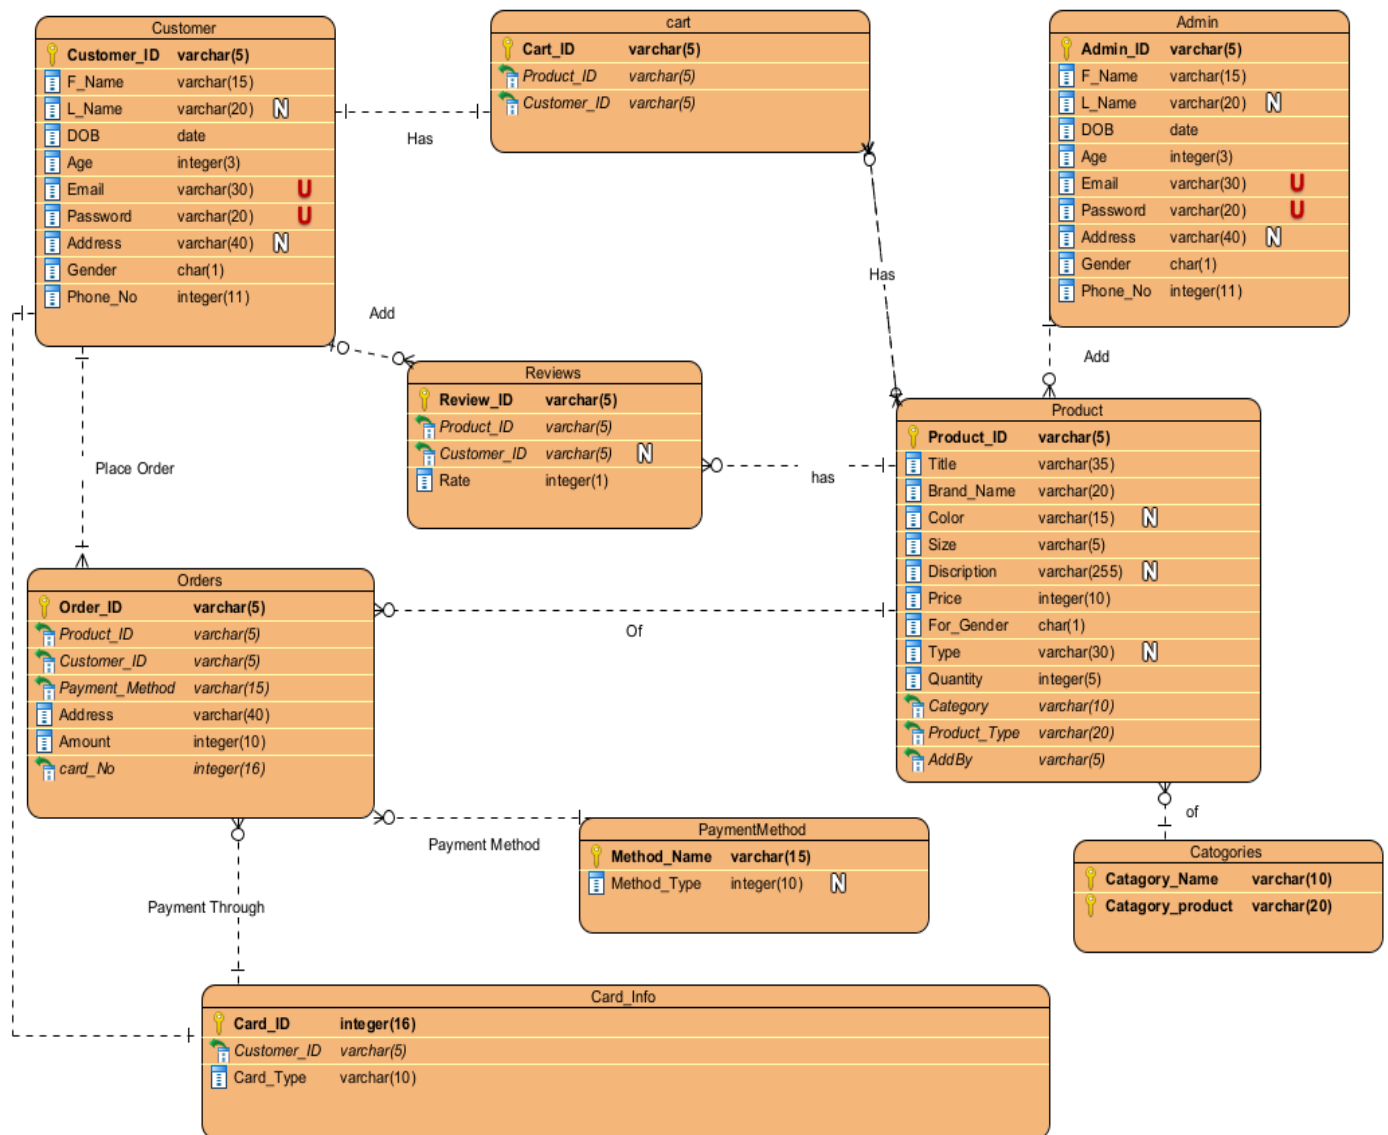 Customer
Customer_ID varchar(5)
F_Name varchar(15)
L_Name varchar(20) N
DOB date
Age integer(3)
Email varchar(30) U
Password varchar(20) U
Address varchar(40) N
Gender char(1)
Phone_No integer(11)
cart
Cart_ID varchar(5)
Product_ID varchar(5)
Customer_ID varchar(5)
Admin
Admin_ID varchar(5)
F_Name varchar(15)
L_Name varchar(20) N
DOB date
Age integer(3)
Email varchar(30) U
Password varchar(20) U
Address varchar(40) N
Gender char(1)
Phone_No integer(11)
Has
Has
Add
Add
Reviews
Review_ID varchar(5)
Product_ID varchar(5)
Customer_ID varchar(5) N
Rate integer(1)
has
Place Order
Product
Product_ID varchar(5)
Title varchar(35)
Brand_Name varchar(20)
Color varchar(15) N
Size varchar(5)
Discription varchar(255) N
Price integer(10)
For_Gender char(1)
Type varchar(30) N
Quantity integer(5)
Category varchar(10)
Product_Type varchar(20)
AddBy varchar(5)
Orders
Order_ID varchar(5)
Product_ID varchar(5)
Customer_ID varchar(5)
Payment_Method varchar(15)
Address varchar(40)
Amount integer(10)
card_No integer(16)
Of
of
Payment Method
PaymentMethod
Method_Name varchar(15)
Method_Type integer(10) N
Catogories
Catagory_Name varchar(10)
Catagory_product varchar(20)
Payment Through
Card_Info
Card_ID integer(16)
Customer_ID varchar(5)
Card_Type varchar(10)